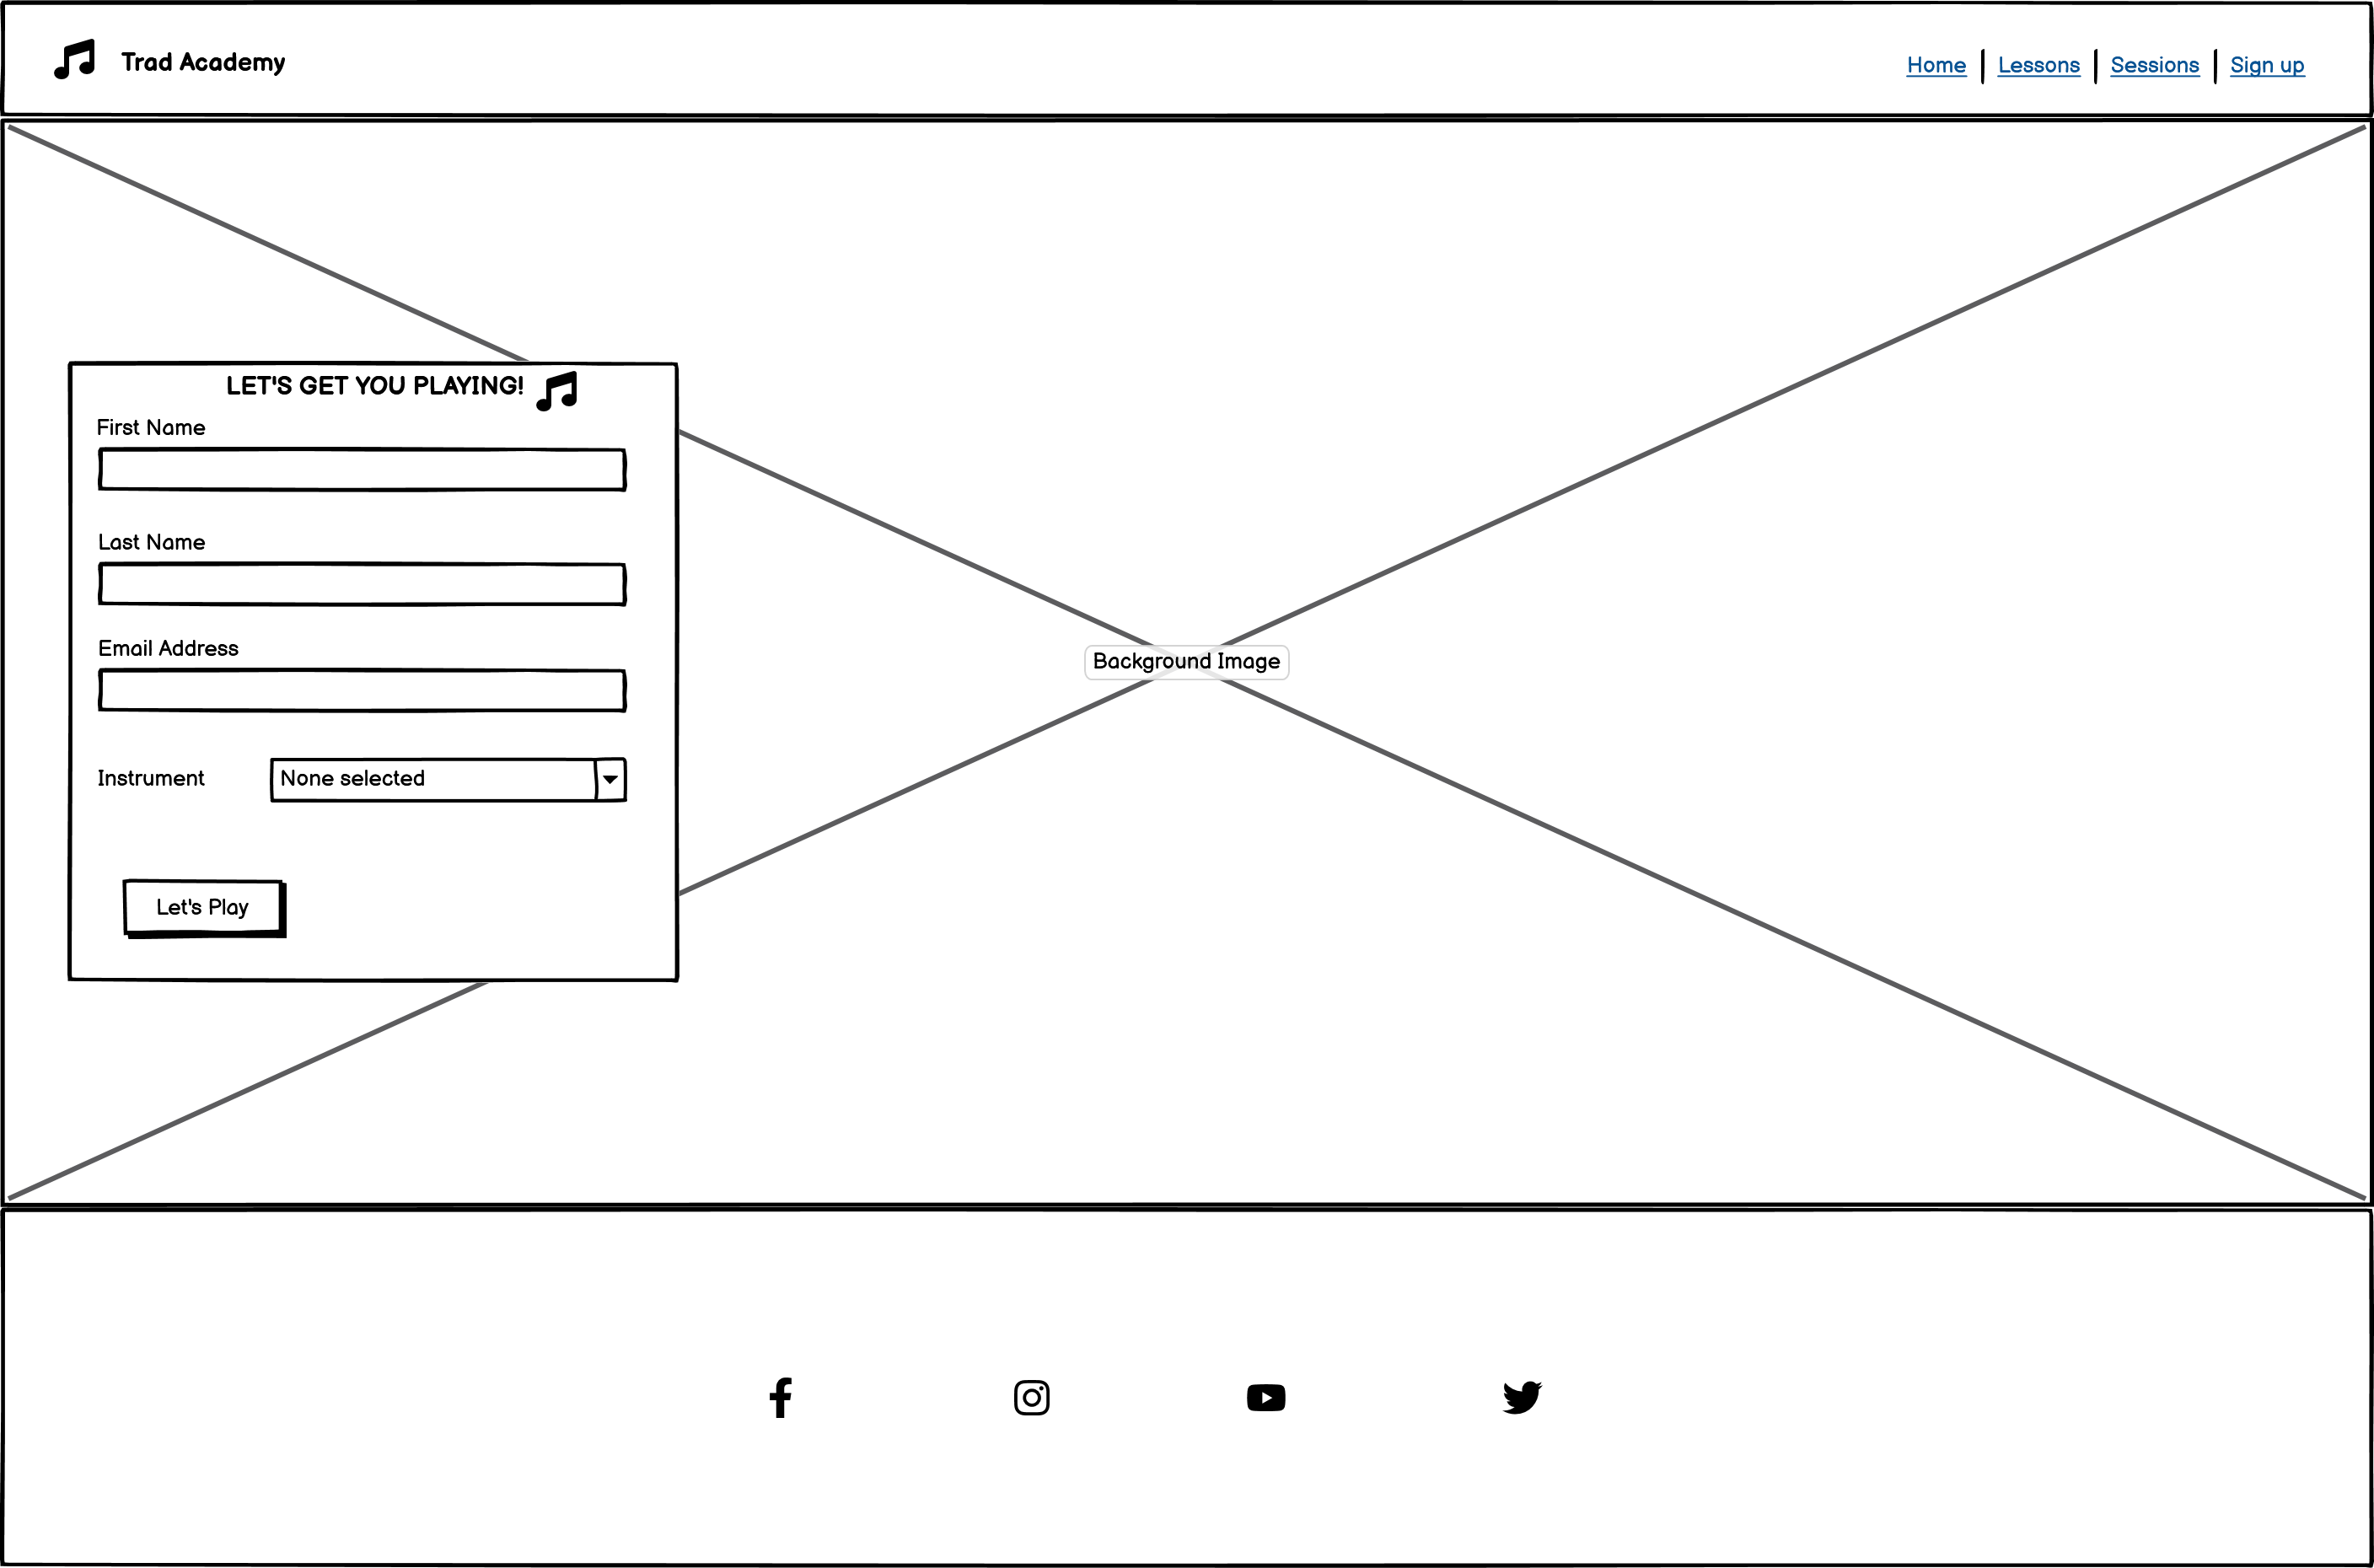 Trad Academy
Home | Lessons | Sessions | Sign up
LET'S GET YOU PLAYING!
First Name
Last Name
Email Address
Background Image
Instrument
None selected
Let's Play